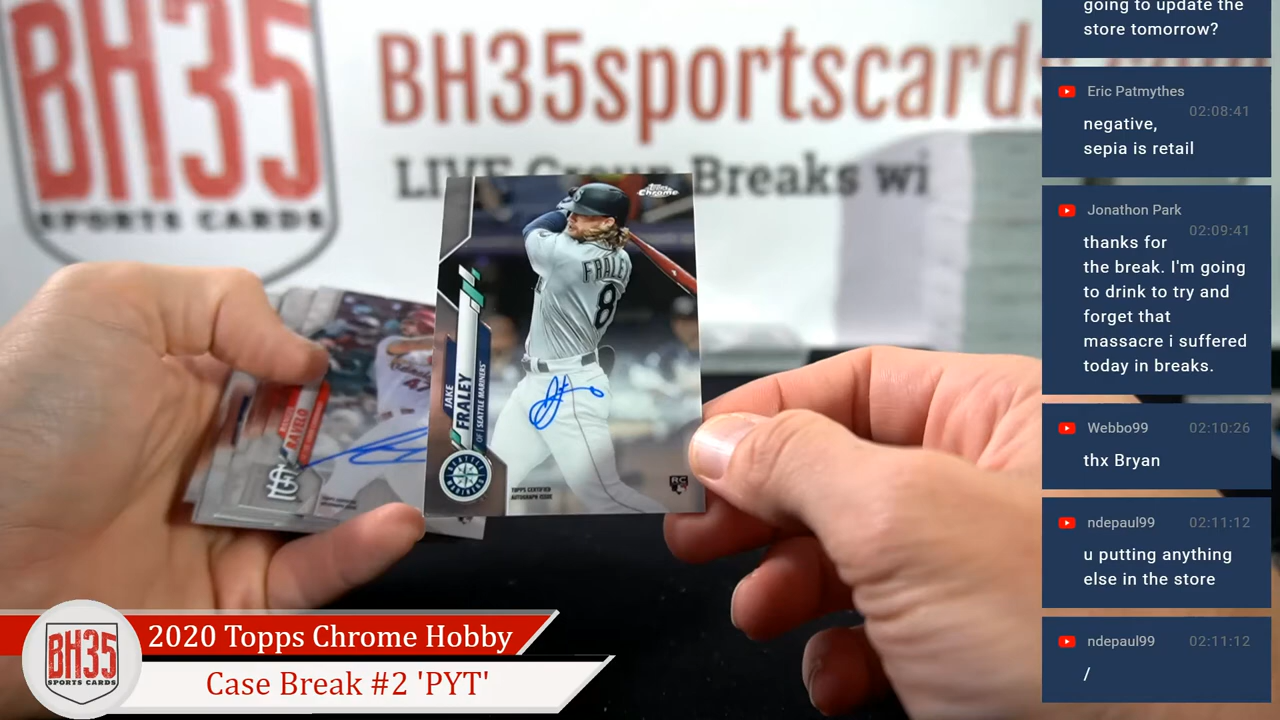 BH35
SPORTS CARDS
BH35sportscards
LIVE Group Breaks wi
Topps
Chrome
FRALEY
8
JAKE
FRALEY
OF | SEATTLE MARINERS
TOPPS CERTIFIED
AUTOGRAPH ISSUE
RC
RAVELO
going to update the
store tomorrow?
Eric Patmythes
02:08:41
negative,
sepia is retail
Jonathon Park
02:09:41
thanks for
the break. I'm going
to drink to try and
forget that
massacre i suffered
today in breaks.
Webbo99
02:10:26
thx Bryan
ndepaul99
02:11:12
u putting anything
else in the store
ndepaul99
02:11:12
/
BH35
SPORTS CARDS
2020 Topps Chrome Hobby
Case Break #2 'PYT'